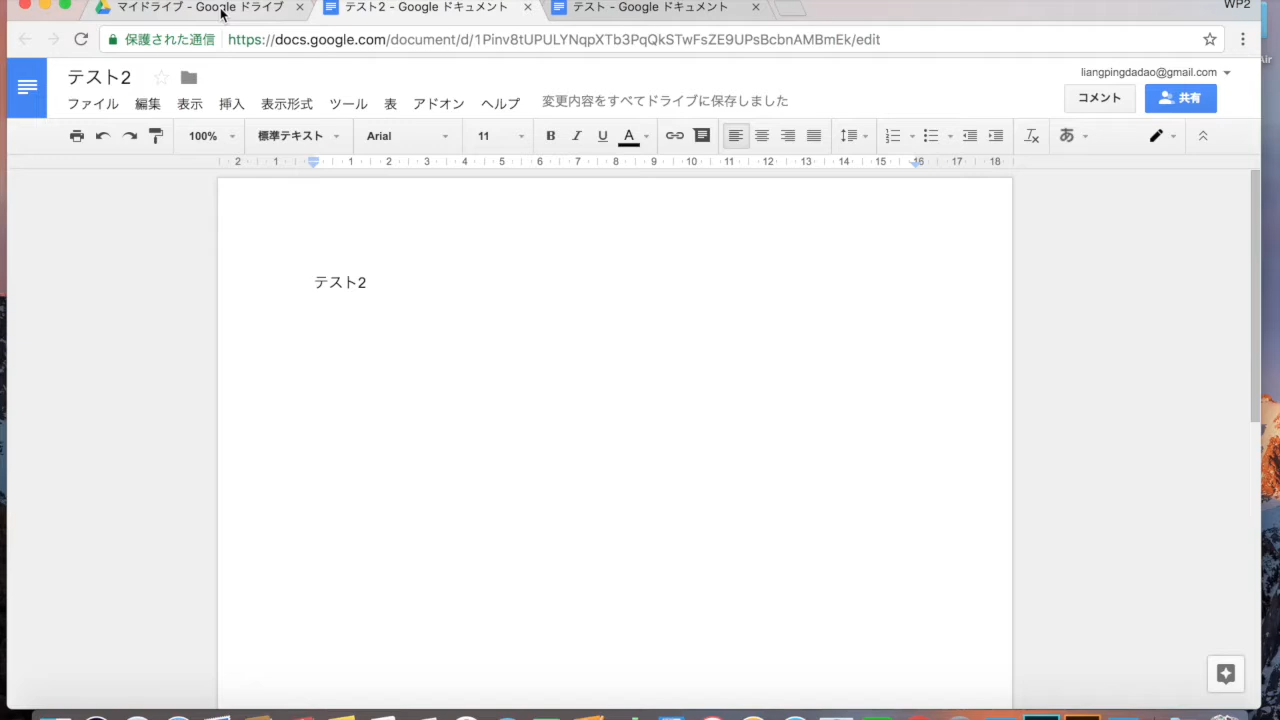 WP2
マイドライブ - Google ドライブ
テスト2 - Google ドキュメント
テスト - Google ドキュメント
保護された通信
https://docs.google.com/document/d/1Pinv8tUPULYNqpXTb3PqQkSTwFsZE9UPsBcbnAMBmEk/edit
Air
テスト2
liangpingdadao@gmail.com
ファイル 編集 表示 挿入 表示形式 ツール 表 アドオン ヘルプ
変更内容をすべてドライブに保存しました
コメント
共有
100% 標準テキスト Arial 11 B I U A あ
2 1 1 2 3 4 5 6 7 8 9 10 11 12 13 14 15 16 17 18
テスト2